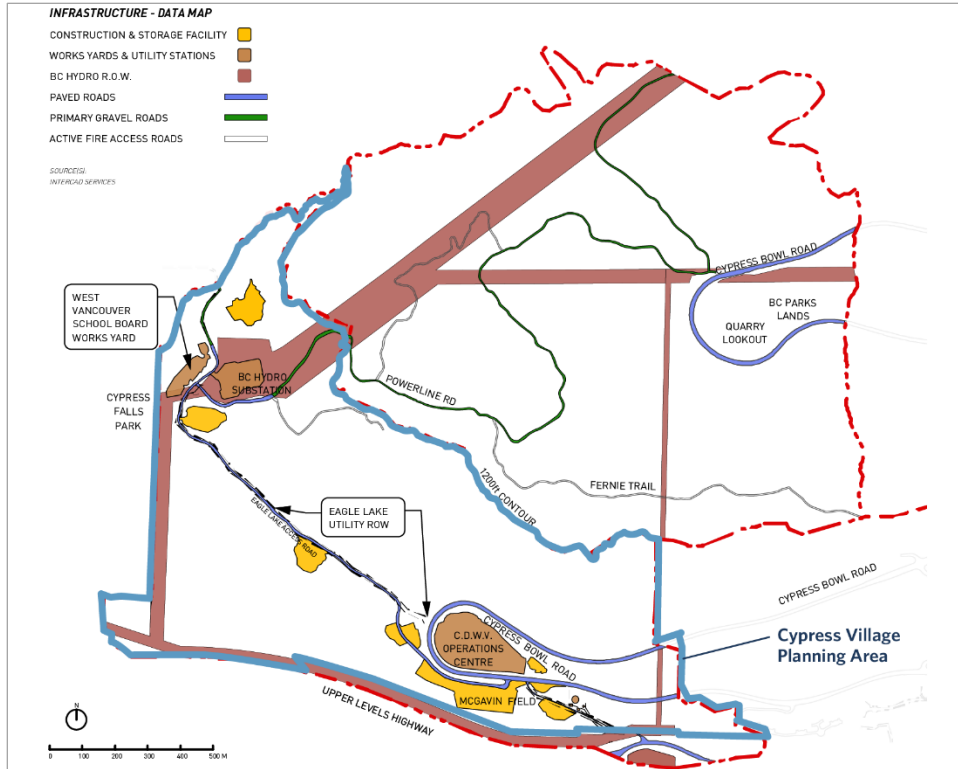 INFRASTRUCTURE - DATA MAP
CONSTRUCTION & STORAGE FACILITY
WORKS YARDS & UTILITY STATIONS
BC HYDRO R.O.W.
PAVED ROADS
PRIMARY GRAVEL ROADS
ACTIVE FIRE ACCESS ROADS
SOURCE(S):
INTERCAD SERVICES
CYPRESS BOWL ROAD
BC PARKS
LANDS
QUARRY
LOOKOUT
WEST
VANCOUVER
SCHOOL BOARD
WORKS YARD
BC HYDRO
SUBSTATION
CYPRESS
FALLS
PARK
POWERLINE RD
1200ft CONTOUR
FERNIE TRAIL
EAGLE LAKE
UTILITY ROW
EAGLE LAKE ACCESS ROAD
CYPRESS BOWL ROAD
CYPRESS BOWL ROAD
C.D.W.V.
OPERATIONS
CENTRE
Cypress Village
Planning Area
MCGAVIN FIELD
UPPER LEVELS HIGHWAY
N
0 100 200 300 400 500 M